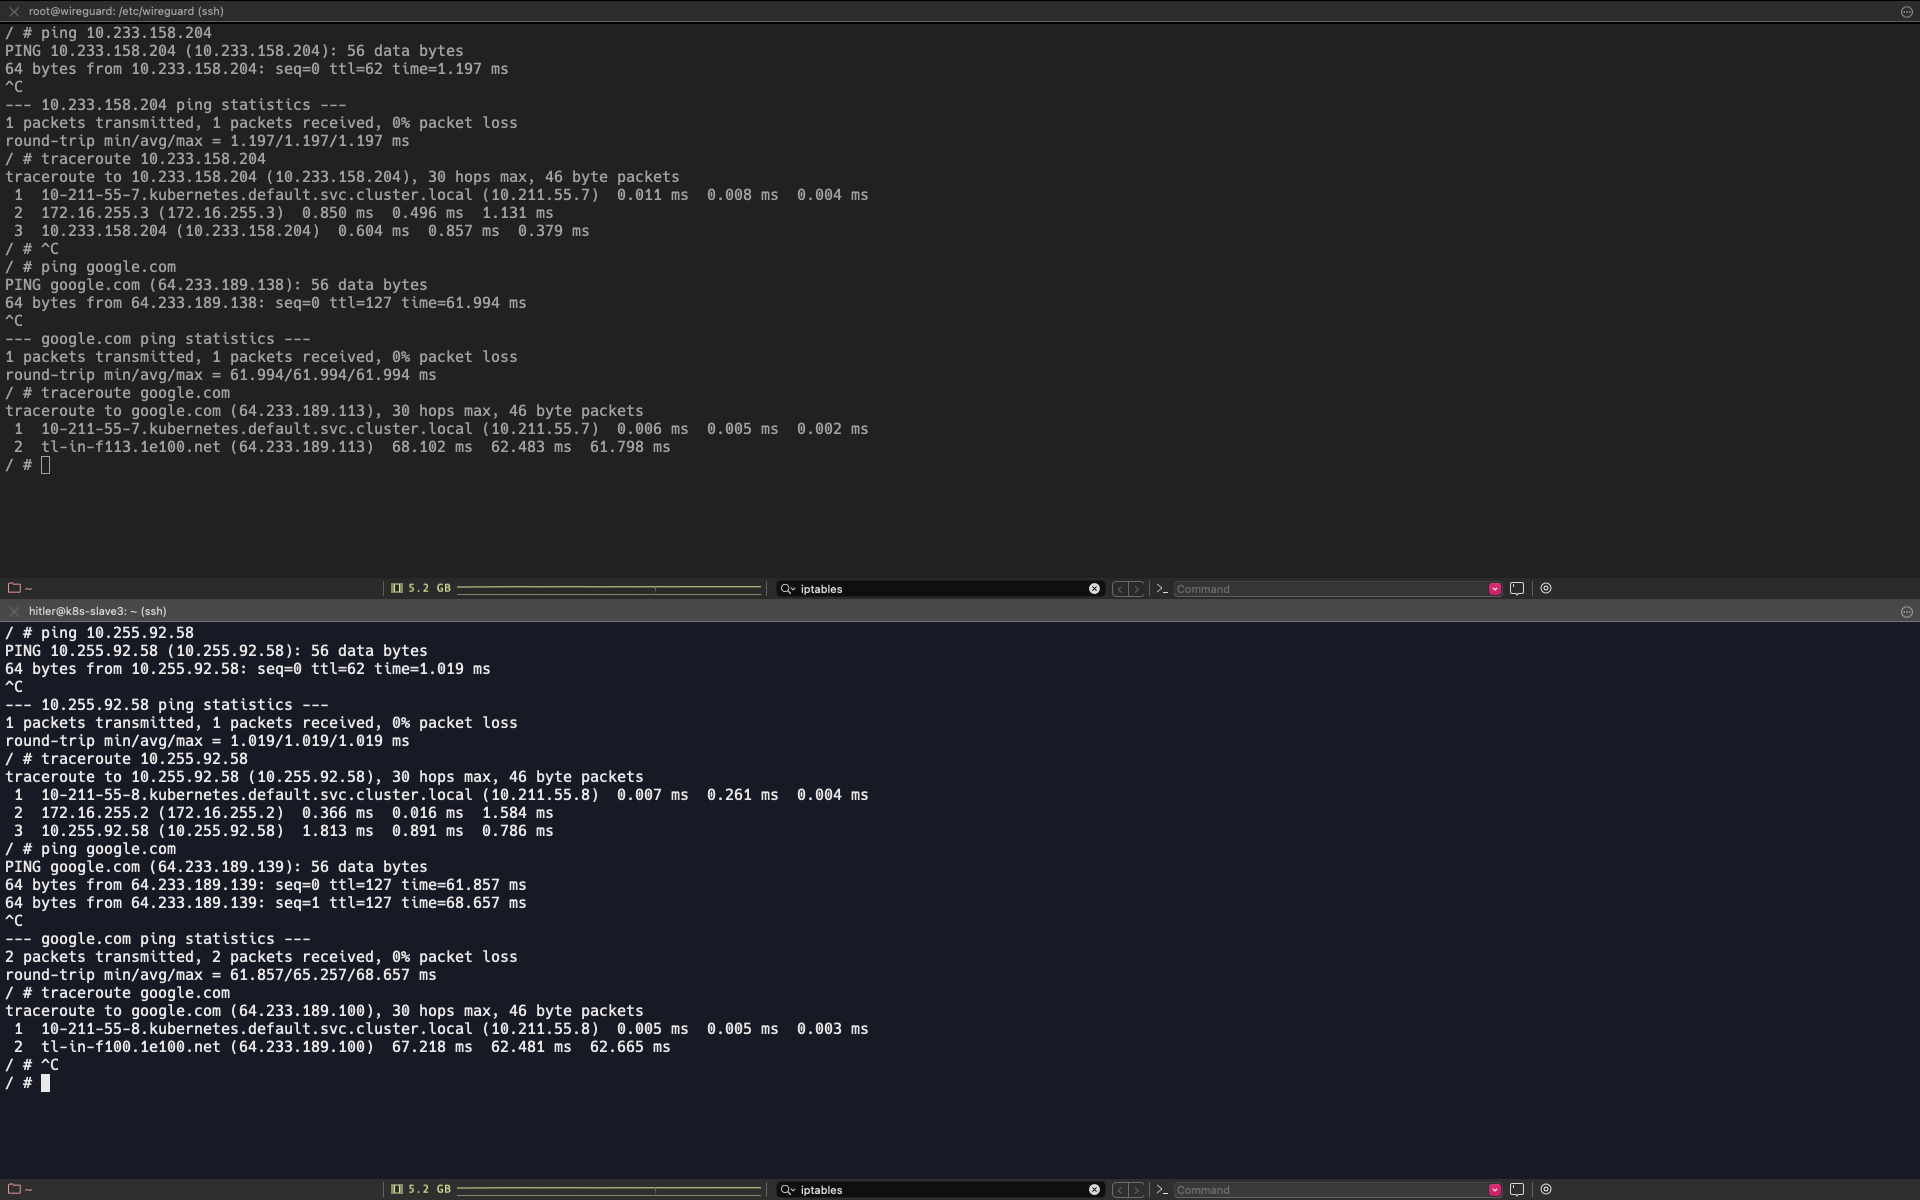 root@wireguard: /etc/wireguard (ssh)
/ # ping 10.233.158.204
PING 10.233.158.204 (10.233.158.204): 56 data bytes
64 bytes from 10.233.158.204: seq=0 ttl=62 time=1.197 ms
^C
--- 10.233.158.204 ping statistics ---
1 packets transmitted, 1 packets received, 0% packet loss
round-trip min/avg/max = 1.197/1.197/1.197 ms
/ # traceroute 10.233.158.204
traceroute to 10.233.158.204 (10.233.158.204), 30 hops max, 46 byte packets
 1  10-211-55-7.kubernetes.default.svc.cluster.local (10.211.55.7)  0.011 ms  0.008 ms  0.004 ms
 2  172.16.255.3 (172.16.255.3)  0.850 ms  0.496 ms  1.131 ms
 3  10.233.158.204 (10.233.158.204)  0.604 ms  0.857 ms  0.379 ms
/ # ^C
/ # ping google.com
PING google.com (64.233.189.138): 56 data bytes
64 bytes from 64.233.189.138: seq=0 ttl=127 time=61.994 ms
^C
--- google.com ping statistics ---
1 packets transmitted, 1 packets received, 0% packet loss
round-trip min/avg/max = 61.994/61.994/61.994 ms
/ # traceroute google.com
traceroute to google.com (64.233.189.113), 30 hops max, 46 byte packets
 1  10-211-55-7.kubernetes.default.svc.cluster.local (10.211.55.7)  0.006 ms  0.005 ms  0.002 ms
 2  tl-in-f113.1e100.net (64.233.189.113)  68.102 ms  62.483 ms  61.798 ms
/ #
~ 5.2 GB iptables >_ Command
hitler@k8s-slave3: ~ (ssh)
/ # ping 10.255.92.58
PING 10.255.92.58 (10.255.92.58): 56 data bytes
64 bytes from 10.255.92.58: seq=0 ttl=62 time=1.019 ms
^C
--- 10.255.92.58 ping statistics ---
1 packets transmitted, 1 packets received, 0% packet loss
round-trip min/avg/max = 1.019/1.019/1.019 ms
/ # traceroute 10.255.92.58
traceroute to 10.255.92.58 (10.255.92.58), 30 hops max, 46 byte packets
 1  10-211-55-8.kubernetes.default.svc.cluster.local (10.211.55.8)  0.007 ms  0.261 ms  0.004 ms
 2  172.16.255.2 (172.16.255.2)  0.366 ms  0.016 ms  1.584 ms
 3  10.255.92.58 (10.255.92.58)  1.813 ms  0.891 ms  0.786 ms
/ # ping google.com
PING google.com (64.233.189.139): 56 data bytes
64 bytes from 64.233.189.139: seq=0 ttl=127 time=61.857 ms
64 bytes from 64.233.189.139: seq=1 ttl=127 time=68.657 ms
^C
--- google.com ping statistics ---
2 packets transmitted, 2 packets received, 0% packet loss
round-trip min/avg/max = 61.857/65.257/68.657 ms
/ # traceroute google.com
traceroute to google.com (64.233.189.100), 30 hops max, 46 byte packets
 1  10-211-55-8.kubernetes.default.svc.cluster.local (10.211.55.8)  0.005 ms  0.005 ms  0.003 ms
 2  tl-in-f100.1e100.net (64.233.189.100)  67.218 ms  62.481 ms  62.665 ms
/ # ^C
/ #
~ 5.2 GB iptables >_ Command